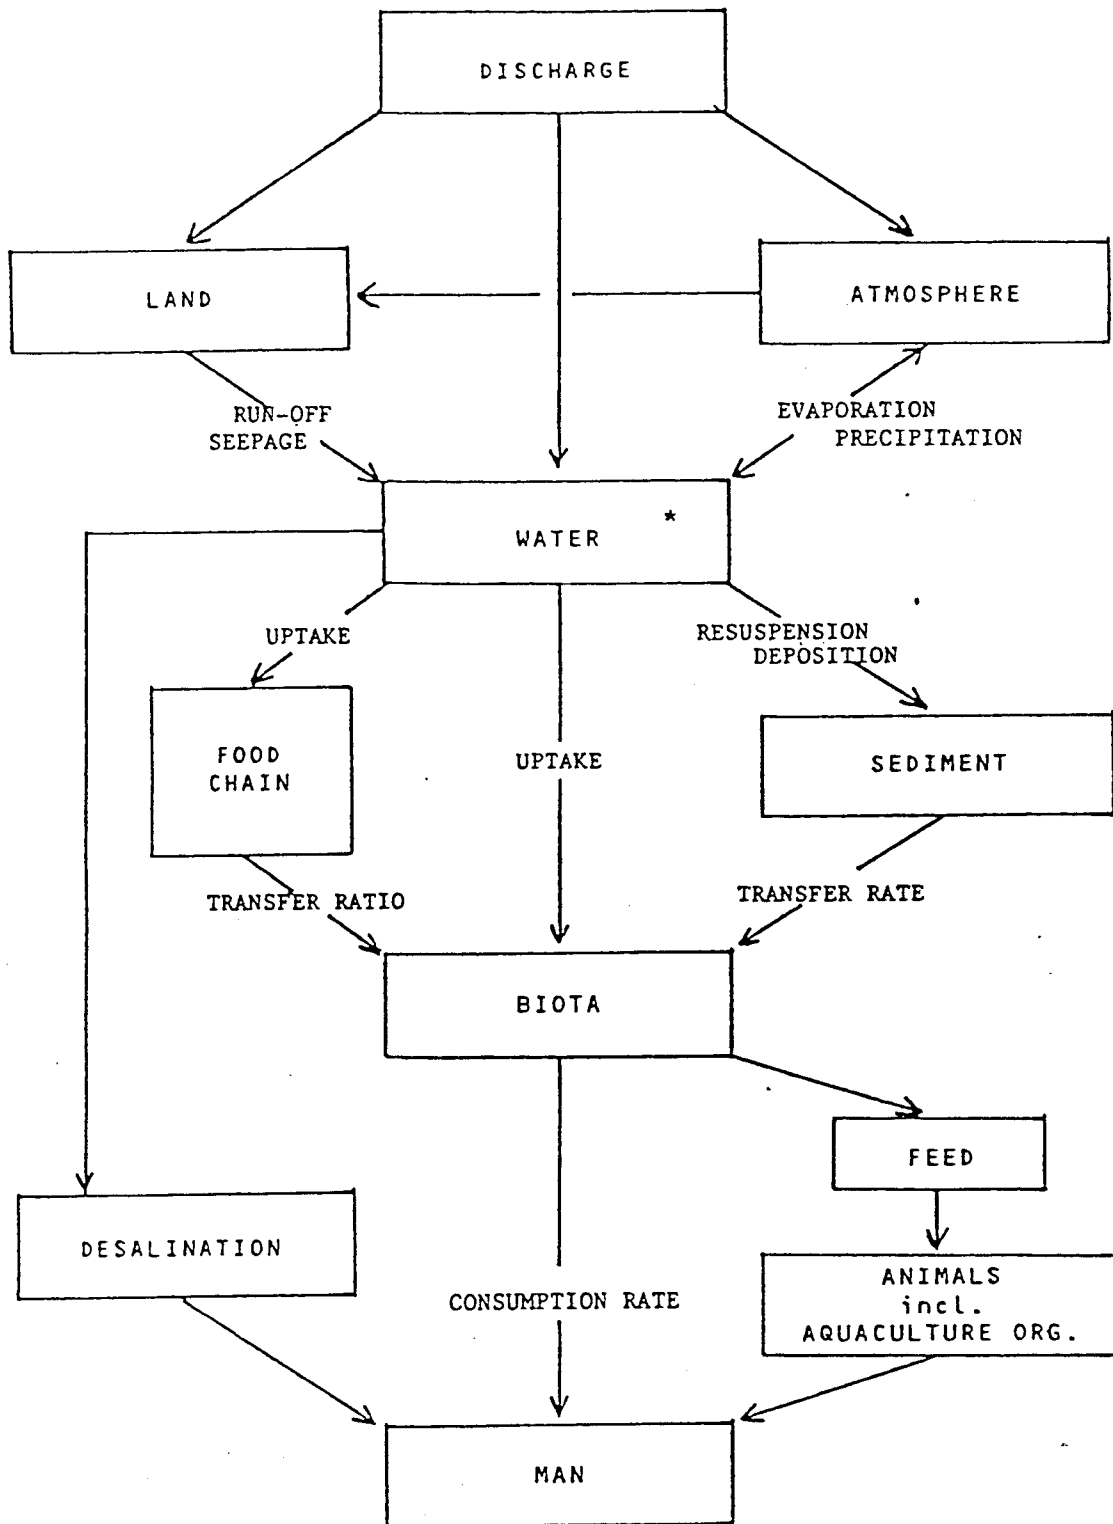 DISCHARGE
LAND
ATMOSPHERE
RUN-OFF
SEEPAGE
EVAPORATION
PRECIPITATION
WATER *
UPTAKE
RESUSPENSION
DEPOSITION
FOOD
CHAIN
UPTAKE
SEDIMENT
TRANSFER RATIO
TRANSFER RATE
BIOTA
FEED
DESALINATION
ANIMALS
incl.
AQUACULTURE ORG.
CONSUMPTION RATE
MAN